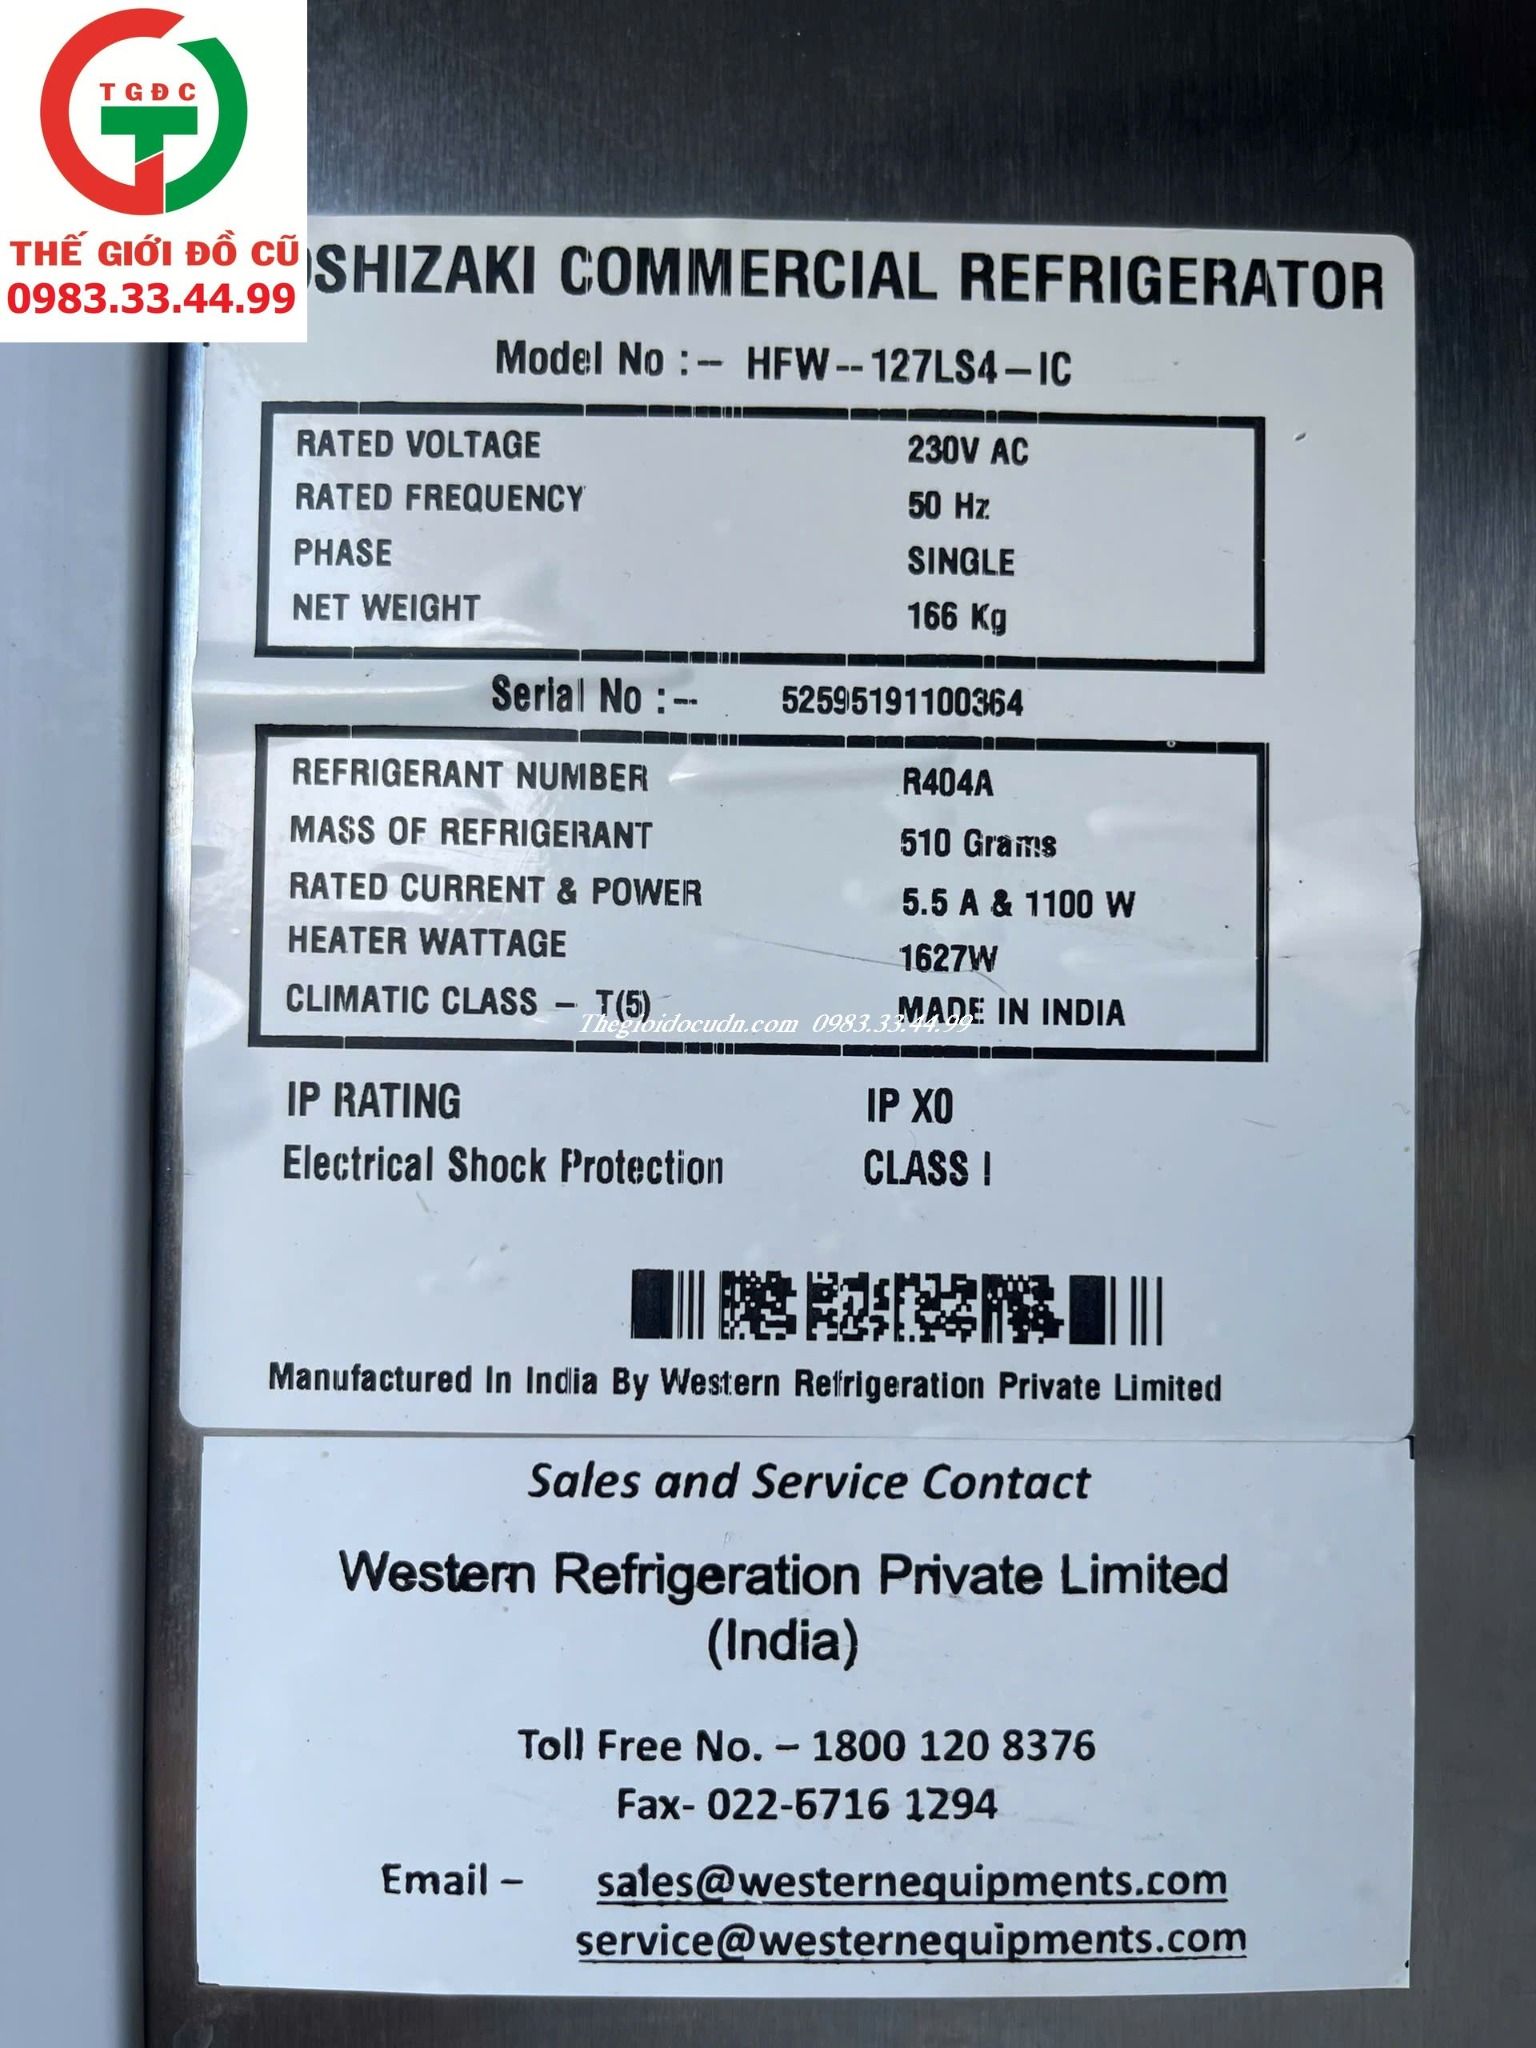 TGĐC
THẾ GIỚI ĐỒ CŨ
0983.33.44.99
OSHIZAKI COMMERCIAL REFRIGERATOR
Model No :-- HFW--127LS4-IC
RATED VOLTAGE 230V AC
RATED FREQUENCY 50 Hz
PHASE SINGLE
NET WEIGHT 166 Kg
Serial No :-- 52595191100364
REFRIGERANT NUMBER R404A
MASS OF REFRIGERANT 510 Grams
RATED CURRENT & POWER 5.5 A & 1100 W
HEATER WATTAGE 1627W
CLIMATIC CLASS – T(5) MADE IN INDIA
Thegioidocudn.com 0983.33.44.99
IP RATING IP X0
Electrical Shock Protection CLASS I
Manufactured In India By Western Refrigeration Private Limited
Sales and Service Contact
Western Refrigeration Private Limited
(India)
Toll Free No. – 1800 120 8376
Fax- 022-6716 1294
Email – sales@westernequipments.com
service@westernequipments.com